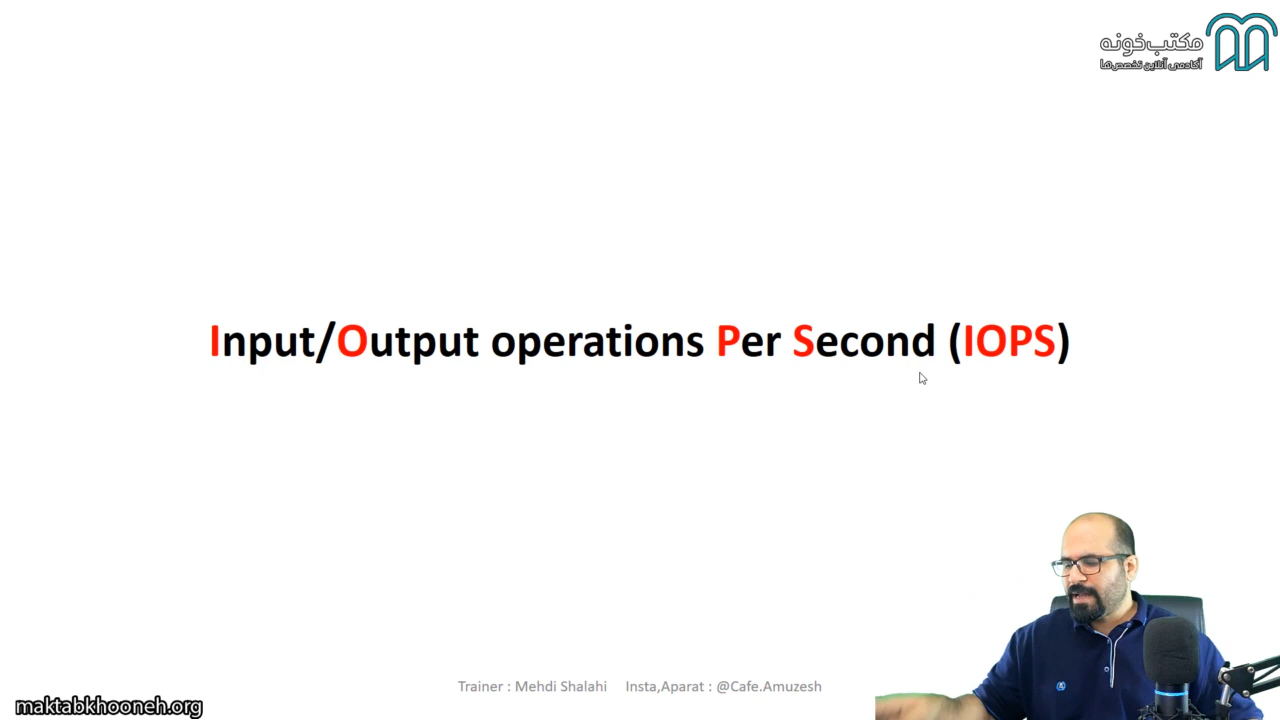 مکتب‌خونه
آکادمی آنلاین تخصص‌ها
Input/Output operations Per Second (IOPS)
Trainer : Mehdi Shalahi Insta,Aparat : @Cafe.Amuzesh
maktabkhooneh.org